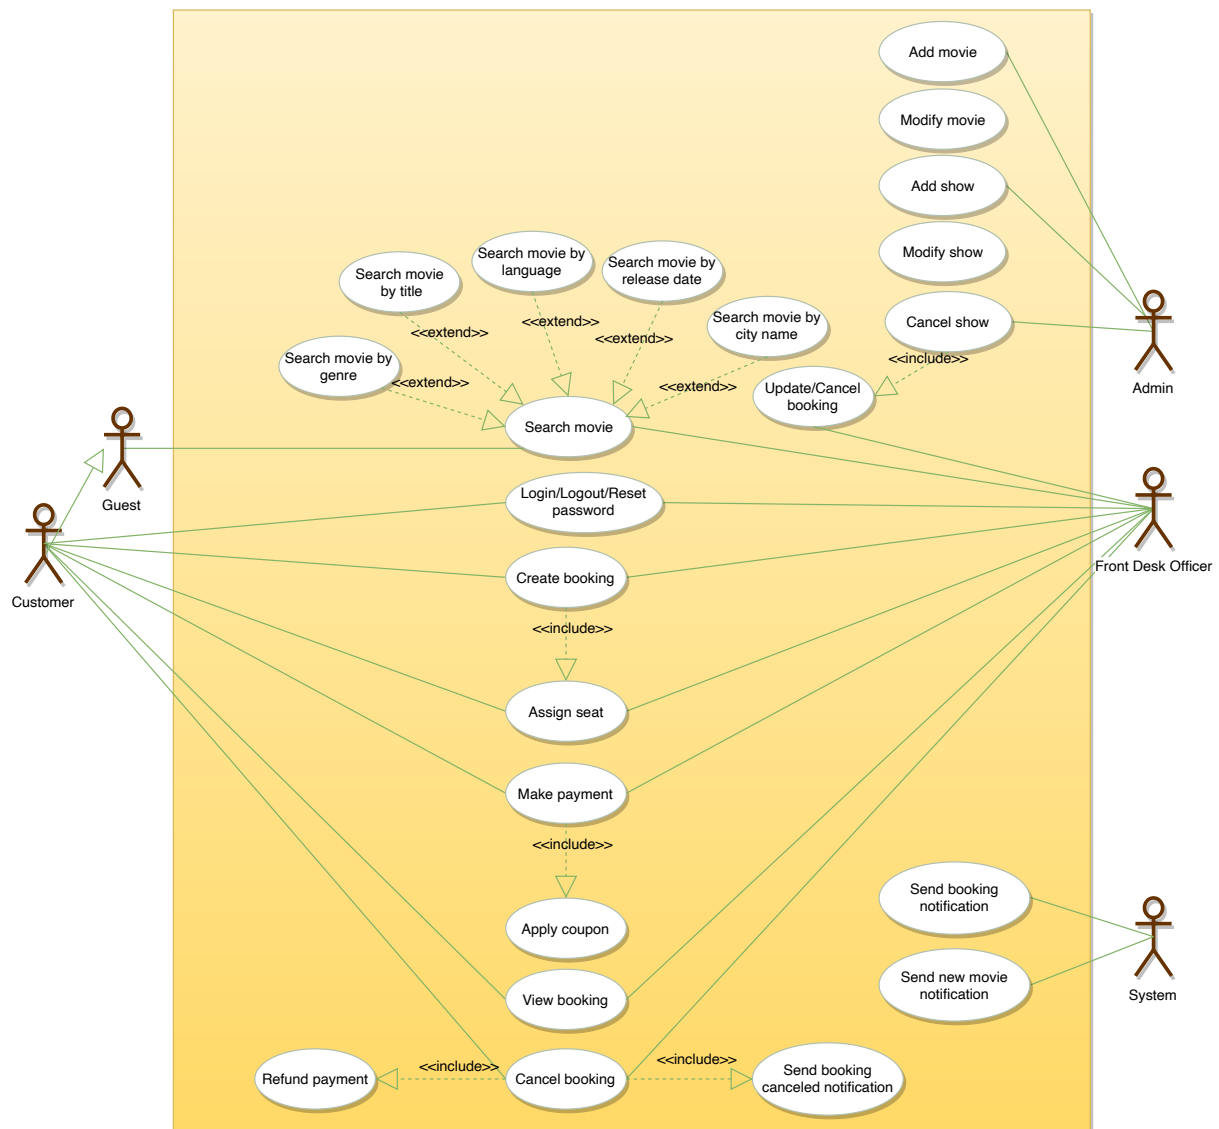 Add movie
Modify movie
Add show
Modify show
Cancel show
<<include>>
Update/Cancel
booking
Admin
Search movie by
language
Search movie by
release date
Search movie
by title
Search movie by
city name
Search movie by
genre
<<extend>>
<<extend>>
<<extend>>
<<extend>>
<<extend>>
Search movie
Guest
Customer
Login/Logout/Reset
password
Front Desk Officer
Create booking
<<include>>
Assign seat
Make payment
<<include>>
Apply coupon
View booking
Send booking
notification
Send new movie
notification
System
Refund payment
<<include>>
Cancel booking
<<include>>
Send booking
canceled notification